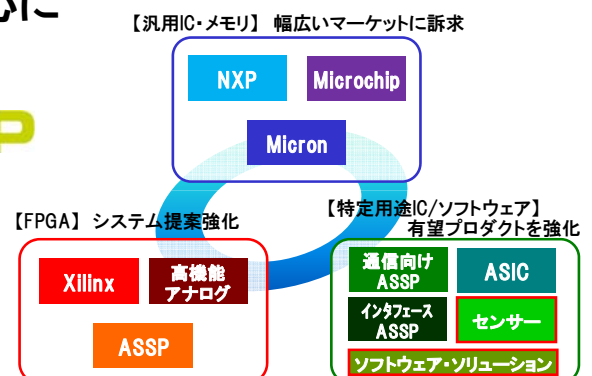 に
【汎用IC・メモリ】 幅広いマーケットに訴求
NXP
Microchip
P
Micron
【FPGA】 システム提案強化
【特定用途IC/ソフトウェア】
有望プロダクトを強化
Xilinx
高機能
アナログ
ASSP
通信向け
ASSP
ASIC
インタフェース
ASSP
センサー
ソフトウェア・ソリューション